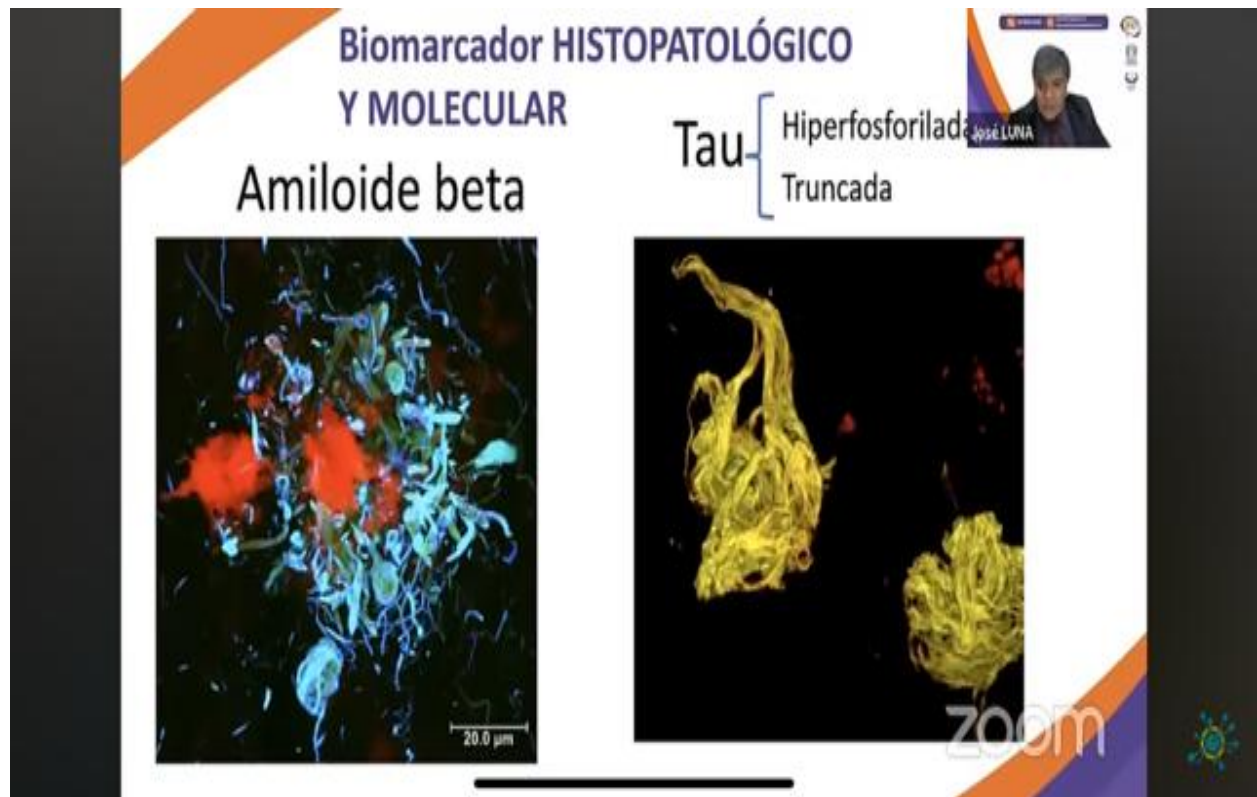 Biomarcador HISTOPATOLÓGICO
Y MOLECULAR
Amiloide beta
Tau
Hiperfosforilada
Truncada
José LUNA
20.0 µm
zoom